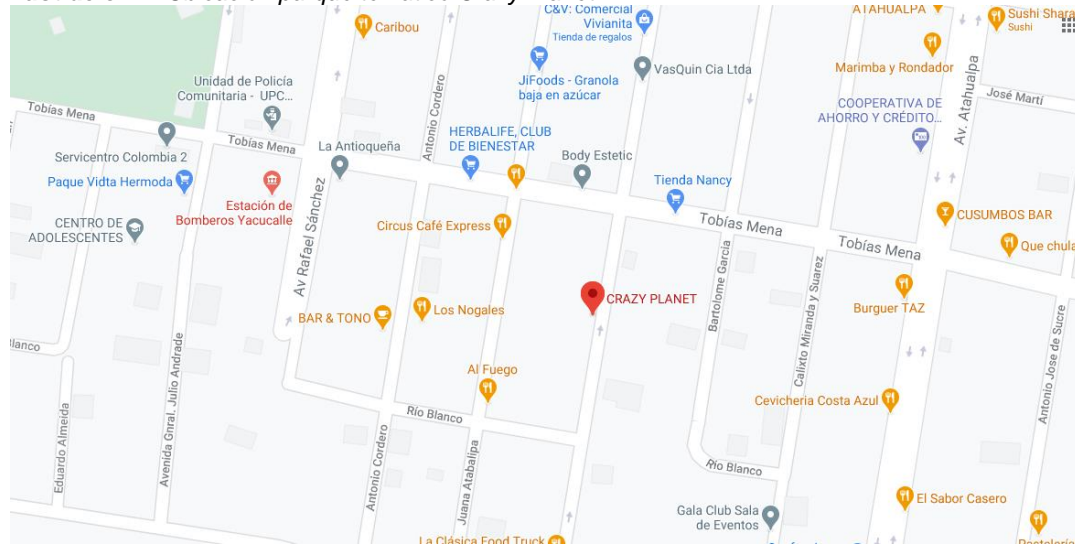 Caribou
C&V: Comercial
Vivianita
Tienda de regalos
ATAHUALPA
Sushi Shara
Sushi
Unidad de Policía
Comunitaria - UPC...
JiFoods - Granola
baja en azúcar
VasQuin Cia Ltda
Marimba y Rondador
Av. Atahualpa
José Martí
Antonio Cordero
COOPERATIVA DE
AHORRO Y CRÉDITO...
Tobías Mena
Tobías Mena
La Antioqueña
HERBALIFE, CLUB
DE BIENESTAR
Body Estetic
Servicentro Colombia 2
Paque Vidta Hermoda
Estación de
Bomberos Yacucalle
Tienda Nancy
CENTRO DE
ADOLESCENTES
Circus Café Express
Tobías Mena
Tobías Mena
CUSUMBOS BAR
Que chula
Av Rafael Sánchez
Bartolome García
Calixto Miranda y Suarez
CRAZY PLANET
Burguer TAZ
BAR & TONO
Los Nogales
Antonio Jose de Sucre
lanco
Avenida Gnral. Julio Andrade
Al Fuego
Cevicheria Costa Azul
Eduardo Almeida
Río Blanco
Antonio Cordero
Juana Atabalipa
Río Blanco
Gala Club Sala
de Eventos
El Sabor Casero
La Clásica Food Truck